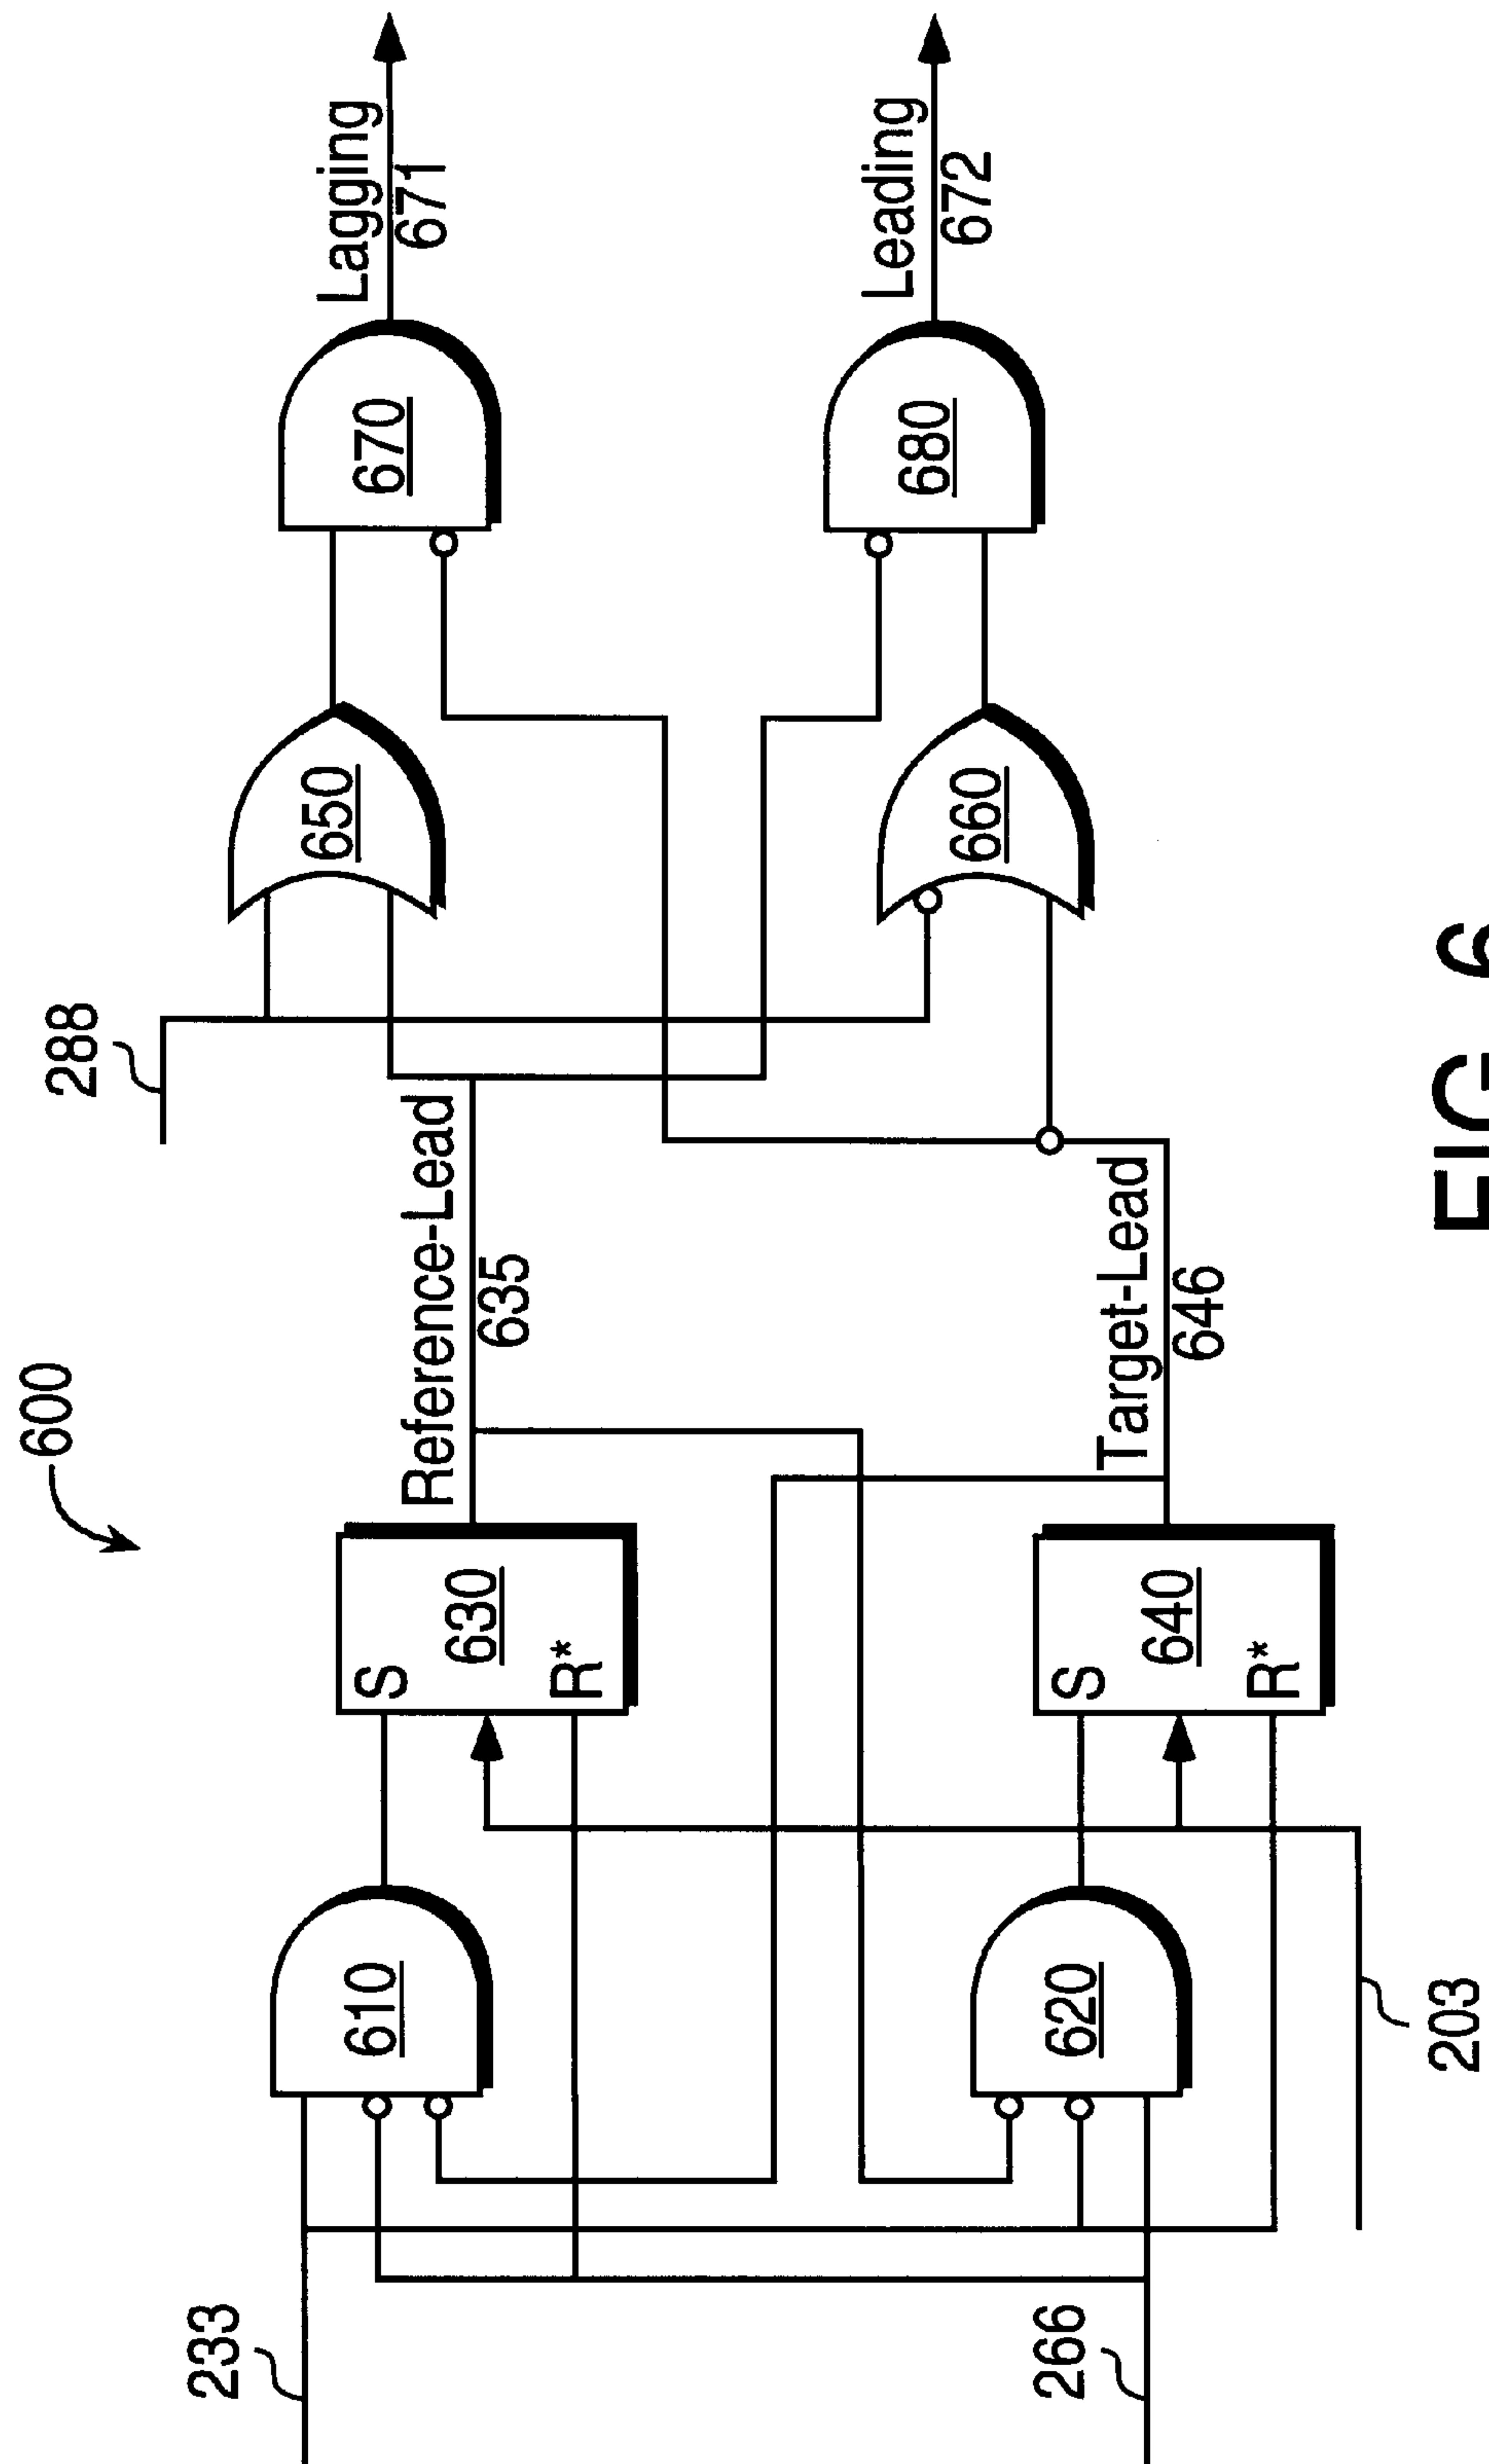 600
233
266
203
610
620
S
630
R*
S
640
R*
Reference-Lead
635
Target-Lead
646
288
650
660
670
680
Lagging
671
Leading
672
FIG. 6